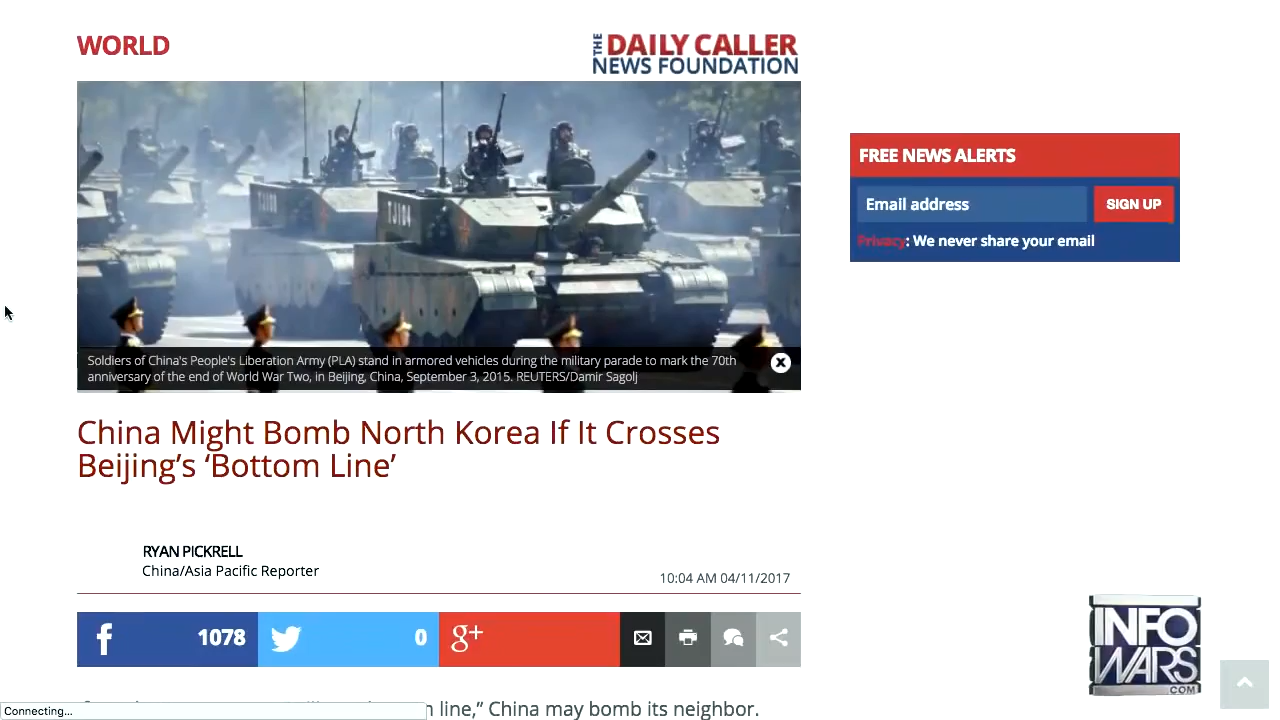 WORLD
THE DAILY CALLER
NEWS FOUNDATION
FREE NEWS ALERTS
Email address
SIGN UP
Privacy: We never share your email
Soldiers of China's People's Liberation Army (PLA) stand in armored vehicles during the military parade to mark the 70th
anniversary of the end of World War Two, in Beijing, China, September 3, 2015. REUTERS/Damir Sagolj
China Might Bomb North Korea If It Crosses
Beijing’s ‘Bottom Line’
RYAN PICKRELL
China/Asia Pacific Reporter
10:04 AM 04/11/2017
f 1078
0
g+
INFO
WARS
.COM
line,” China may bomb its neighbor.
Connecting...